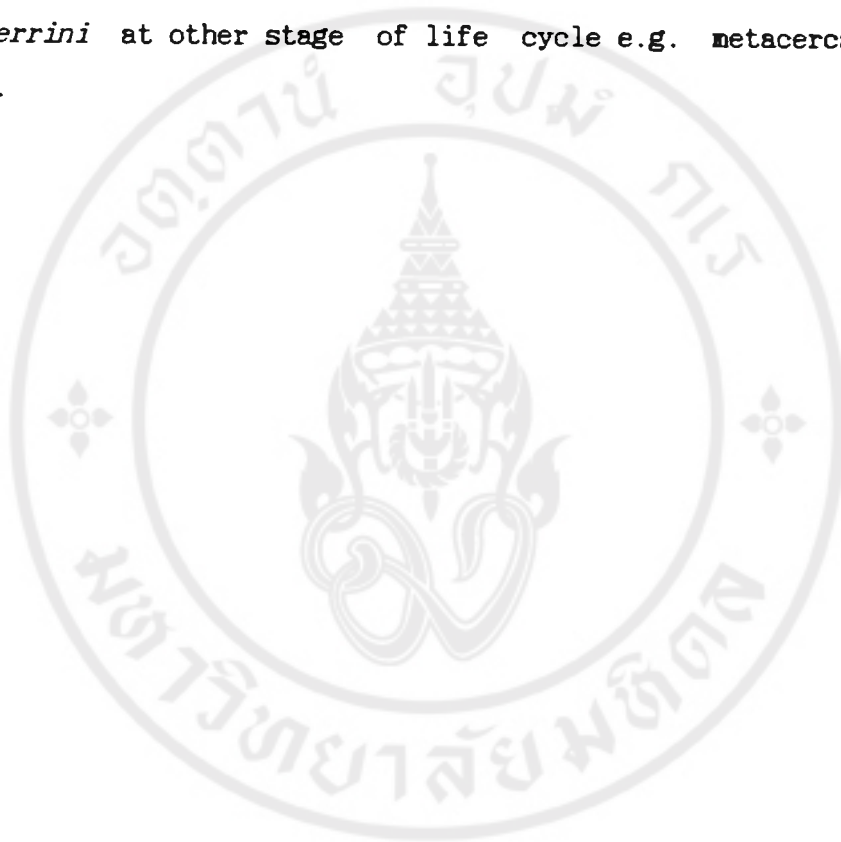 errini at other stage of life cycle e.g. metacerc
.
อตฺตานํ อุปมํ กเร
มหาวิทยาลัยมหิดล